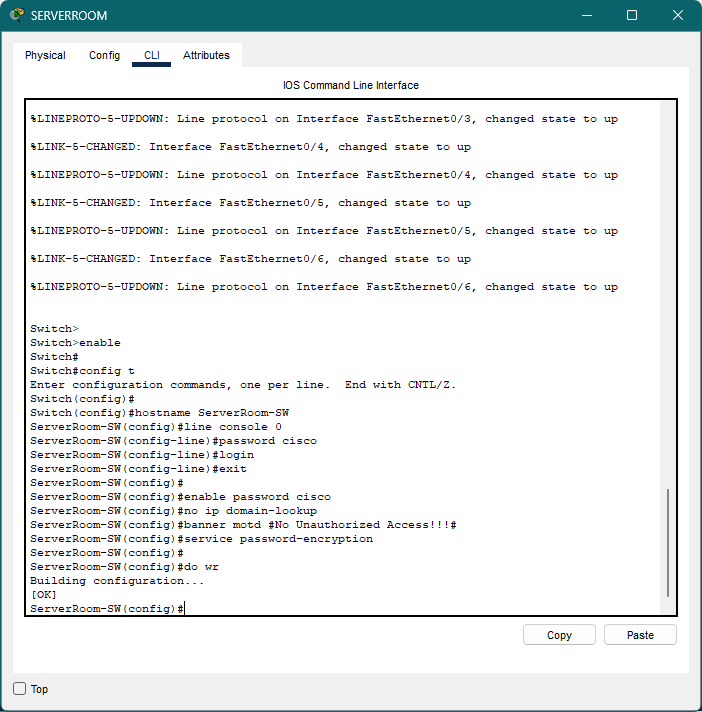 SERVERROOM
Physical Config CLI Attributes
IOS Command Line Interface
%LINEPROTO-5-UPDOWN: Line protocol on Interface FastEthernet0/3, changed state to up
%LINK-5-CHANGED: Interface FastEthernet0/4, changed state to up
%LINEPROTO-5-UPDOWN: Line protocol on Interface FastEthernet0/4, changed state to up
%LINK-5-CHANGED: Interface FastEthernet0/5, changed state to up
%LINEPROTO-5-UPDOWN: Line protocol on Interface FastEthernet0/5, changed state to up
%LINK-5-CHANGED: Interface FastEthernet0/6, changed state to up
%LINEPROTO-5-UPDOWN: Line protocol on Interface FastEthernet0/6, changed state to up
Switch>
Switch>enable
Switch#
Switch#config t
Enter configuration commands, one per line.  End with CNTL/Z.
Switch(config)#
Switch(config)#hostname ServerRoom-SW
ServerRoom-SW(config)#line console 0
ServerRoom-SW(config-line)#password cisco
ServerRoom-SW(config-line)#login
ServerRoom-SW(config-line)#exit
ServerRoom-SW(config)#
ServerRoom-SW(config)#enable password cisco
ServerRoom-SW(config)#no ip domain-lookup
ServerRoom-SW(config)#banner motd #No Unauthorized Access!!!#
ServerRoom-SW(config)#service password-encryption
ServerRoom-SW(config)#
ServerRoom-SW(config)#do wr
Building configuration...
[OK]
ServerRoom-SW(config)#
Copy Paste
Top